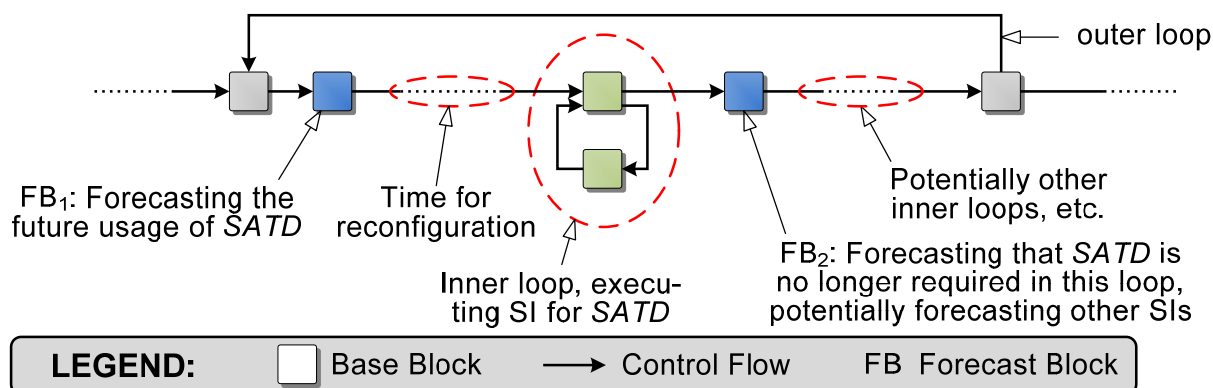 outer loop
FB₁: Forecasting the
future usage of SATD
Time for
reconfiguration
Inner loop, execu-
ting SI for SATD
Potentially other
inner loops, etc.
FB₂: Forecasting that SATD is
no longer required in this loop,
potentially forecasting other SIs
LEGEND: Base Block Control Flow FB Forecast Block